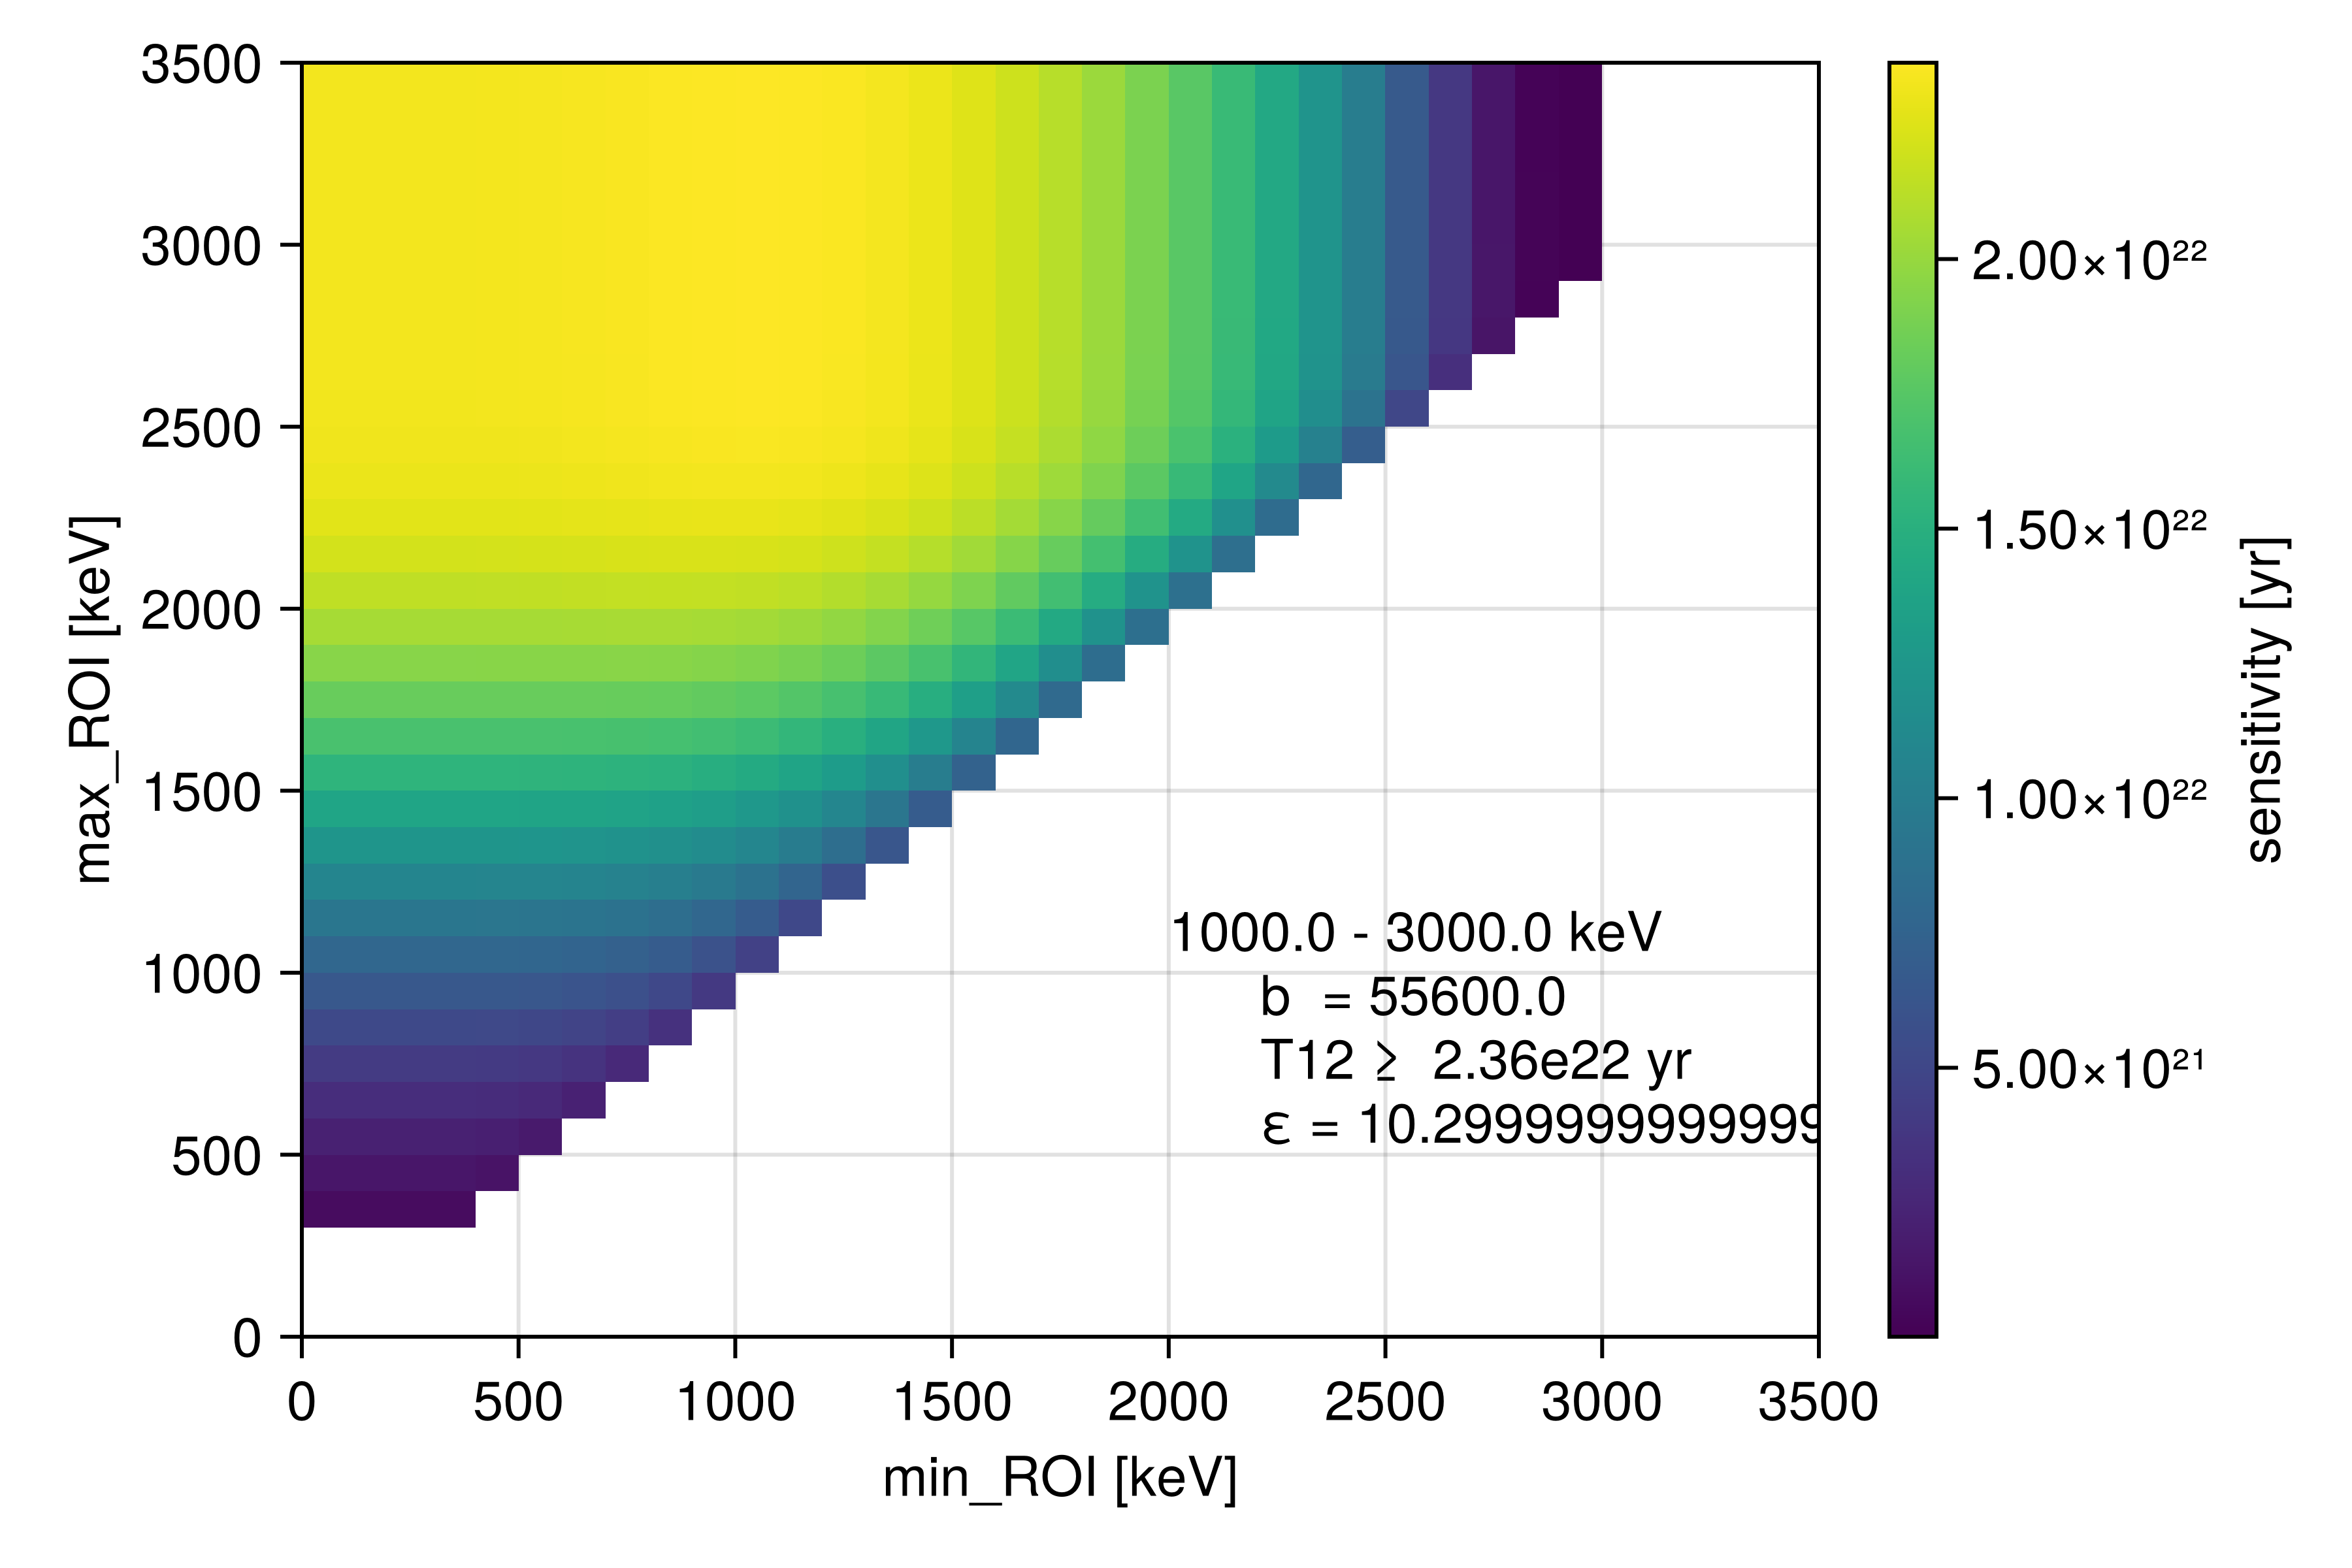 3500
3000
2500
2000
1500
1000
500
0
max_ROI [keV]
0 500 1000 1500 2000 2500 3000 3500
min_ROI [keV]
1000.0 - 3000.0 keV
b = 55600.0
T12 ≥ 2.36e22 yr
ε = 10.299999999999999
2.00×10²²
1.50×10²²
1.00×10²²
5.00×10²¹
sensitivity [yr]